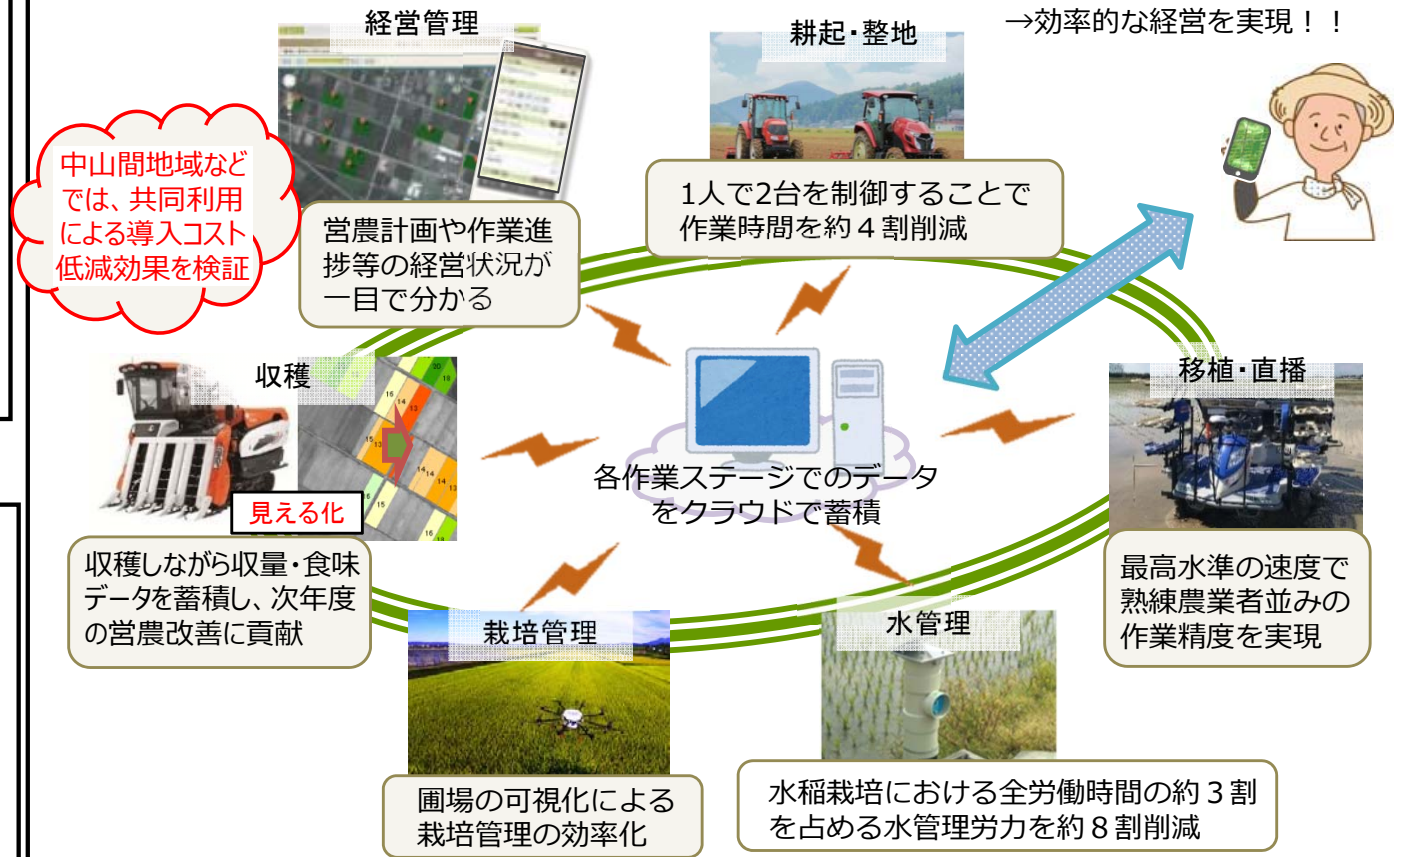 経営管理
耕起・整地
→効率的な経営を実現！！
中山間地域など
では、共同利用
による導入コスト
低減効果を検証
営農計画や作業進
捗等の経営状況が
一目で分かる
1人で2台を制御することで
作業時間を約４割削減
収穫
見える化
収穫しながら収量・食味
データを蓄積し、次年度
の営農改善に貢献
各作業ステージでのデータ
をクラウドで蓄積
移植・直播
最高水準の速度で
熟練農業者並みの
作業精度を実現
栽培管理
圃場の可視化による
栽培管理の効率化
水管理
水稲栽培における全労働時間の約３割
を占める水管理労力を約８割削減